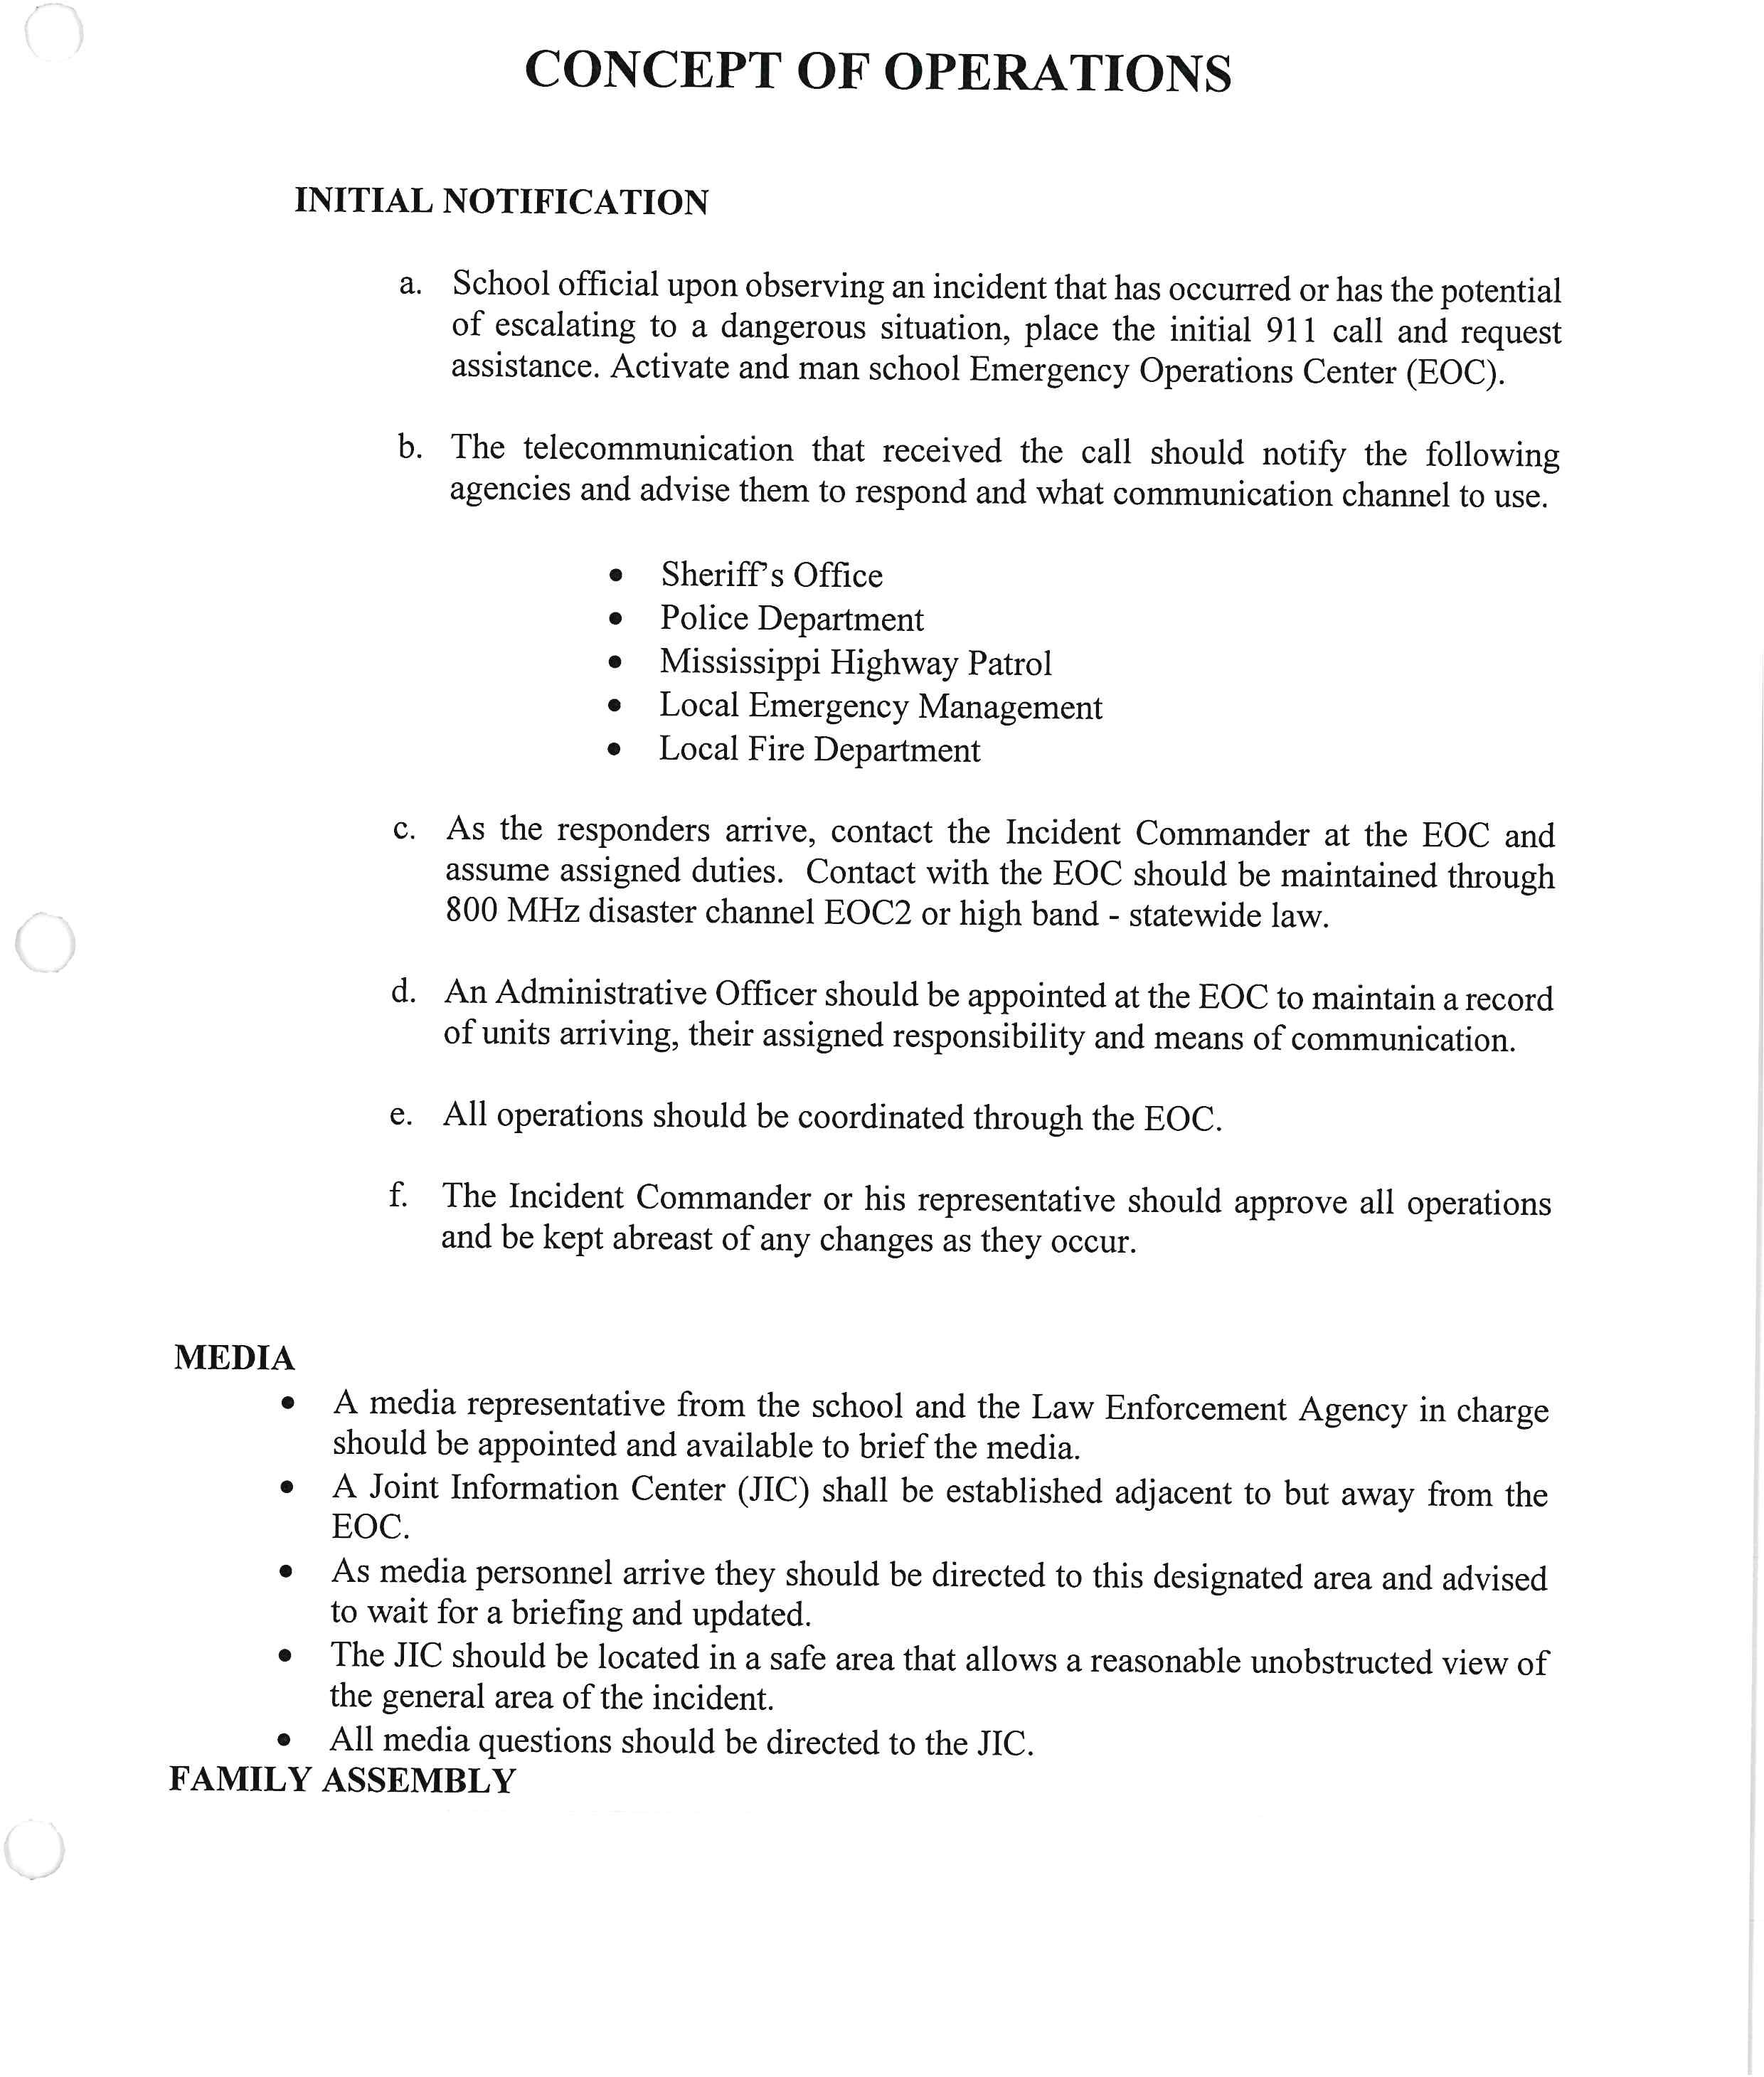 CONCEPT OF OPERATIONS
INITIAL NOTIFICATION
a. School official upon observing an incident that has occurred or has the potential
of escalating to a dangerous situation, place the initial 911 call and request
assistance. Activate and man school Emergency Operations Center (EOC).
b. The telecommunication that received the call should notify the following
agencies and advise them to respond and what communication channel to use.
• Sheriff's Office
• Police Department
• Mississippi Highway Patrol
• Local Emergency Management
• Local Fire Department
c. As the responders arrive, contact the Incident Commander at the EOC and
assume assigned duties. Contact with the EOC should be maintained through
800 MHz disaster channel EOC2 or high band - statewide law.
d. An Administrative Officer should be appointed at the EOC to maintain a record
of units arriving, their assigned responsibility and means of communication.
e. All operations should be coordinated through the EOC.
f. The Incident Commander or his representative should approve all operations
and be kept abreast of any changes as they occur.
MEDIA
• A media representative from the school and the Law Enforcement Agency in charge
should be appointed and available to brief the media.
• A Joint Information Center (JIC) shall be established adjacent to but away from the
EOC.
• As media personnel arrive they should be directed to this designated area and advised
to wait for a briefing and updated.
• The JIC should be located in a safe area that allows a reasonable unobstructed view of
the general area of the incident.
• All media questions should be directed to the JIC.
FAMILY ASSEMBLY